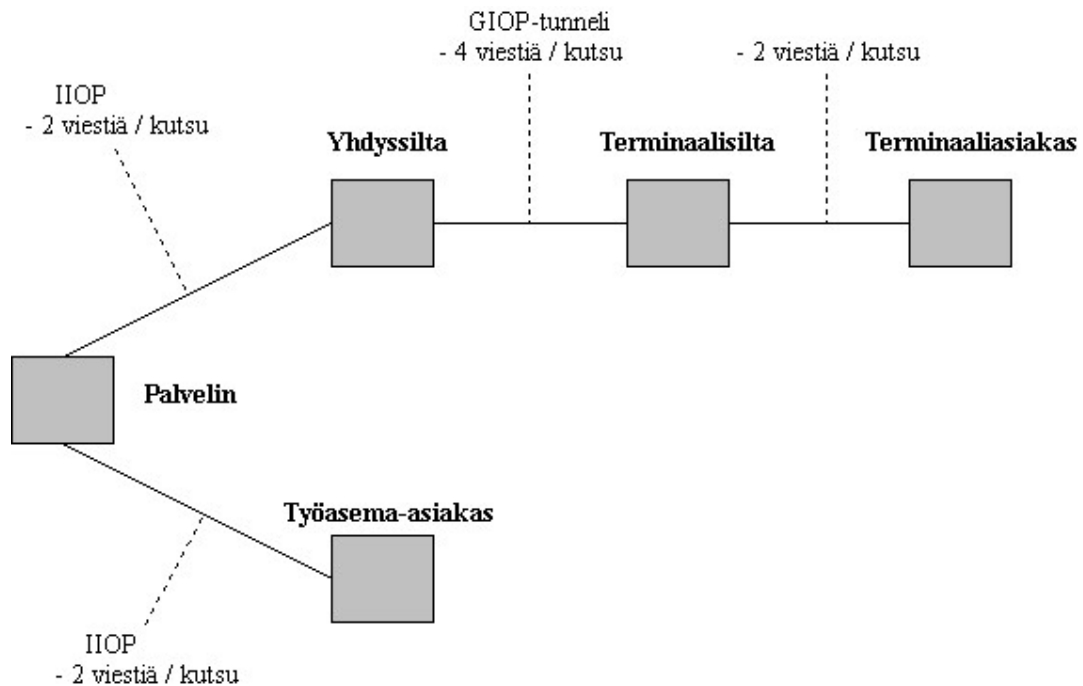 GIOP-tunneli
- 4 viestiä / kutsu
- 2 viestiä / kutsu
IIOP
- 2 viestiä / kutsu
Yhdyssilta
Terminaalisilta
Terminaaliasiakas
Palvelin
Työasema-asiakas
IIOP
- 2 viestiä / kutsu